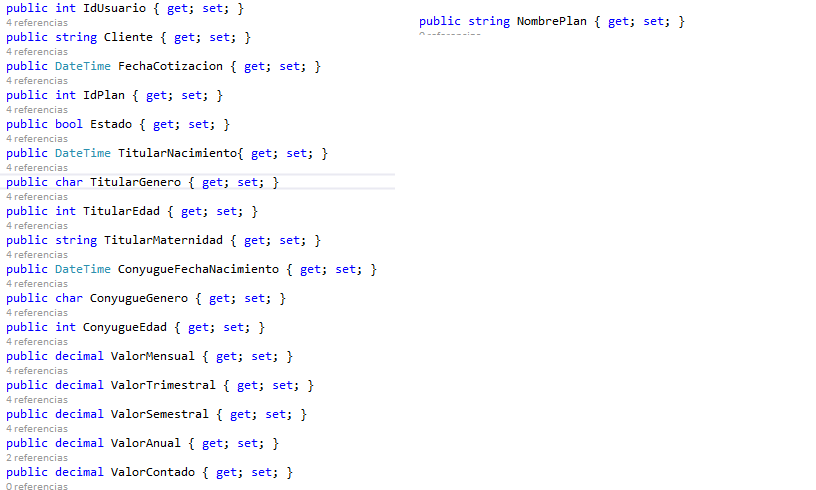 public int IdUsuario { get; set; }
4 referencias
public string Cliente { get; set; }
4 referencias
public DateTime FechaCotizacion { get; set; }
4 referencias
public int IdPlan { get; set; }
4 referencias
public bool Estado { get; set; }
4 referencias
public DateTime TitularNacimiento{ get; set; }
4 referencias
public char TitularGenero { get; set; }
4 referencias
public int TitularEdad { get; set; }
4 referencias
public string TitularMaternidad { get; set; }
4 referencias
public DateTime ConyugueFechaNacimiento { get; set; }
4 referencias
public char ConyugueGenero { get; set; }
4 referencias
public int ConyugueEdad { get; set; }
4 referencias
public decimal ValorMensual { get; set; }
4 referencias
public decimal ValorTrimestral { get; set; }
4 referencias
public decimal ValorSemestral { get; set; }
4 referencias
public decimal ValorAnual { get; set; }
2 referencias
public decimal ValorContado { get; set; }
0 referencias
public string NombrePlan { get; set; }